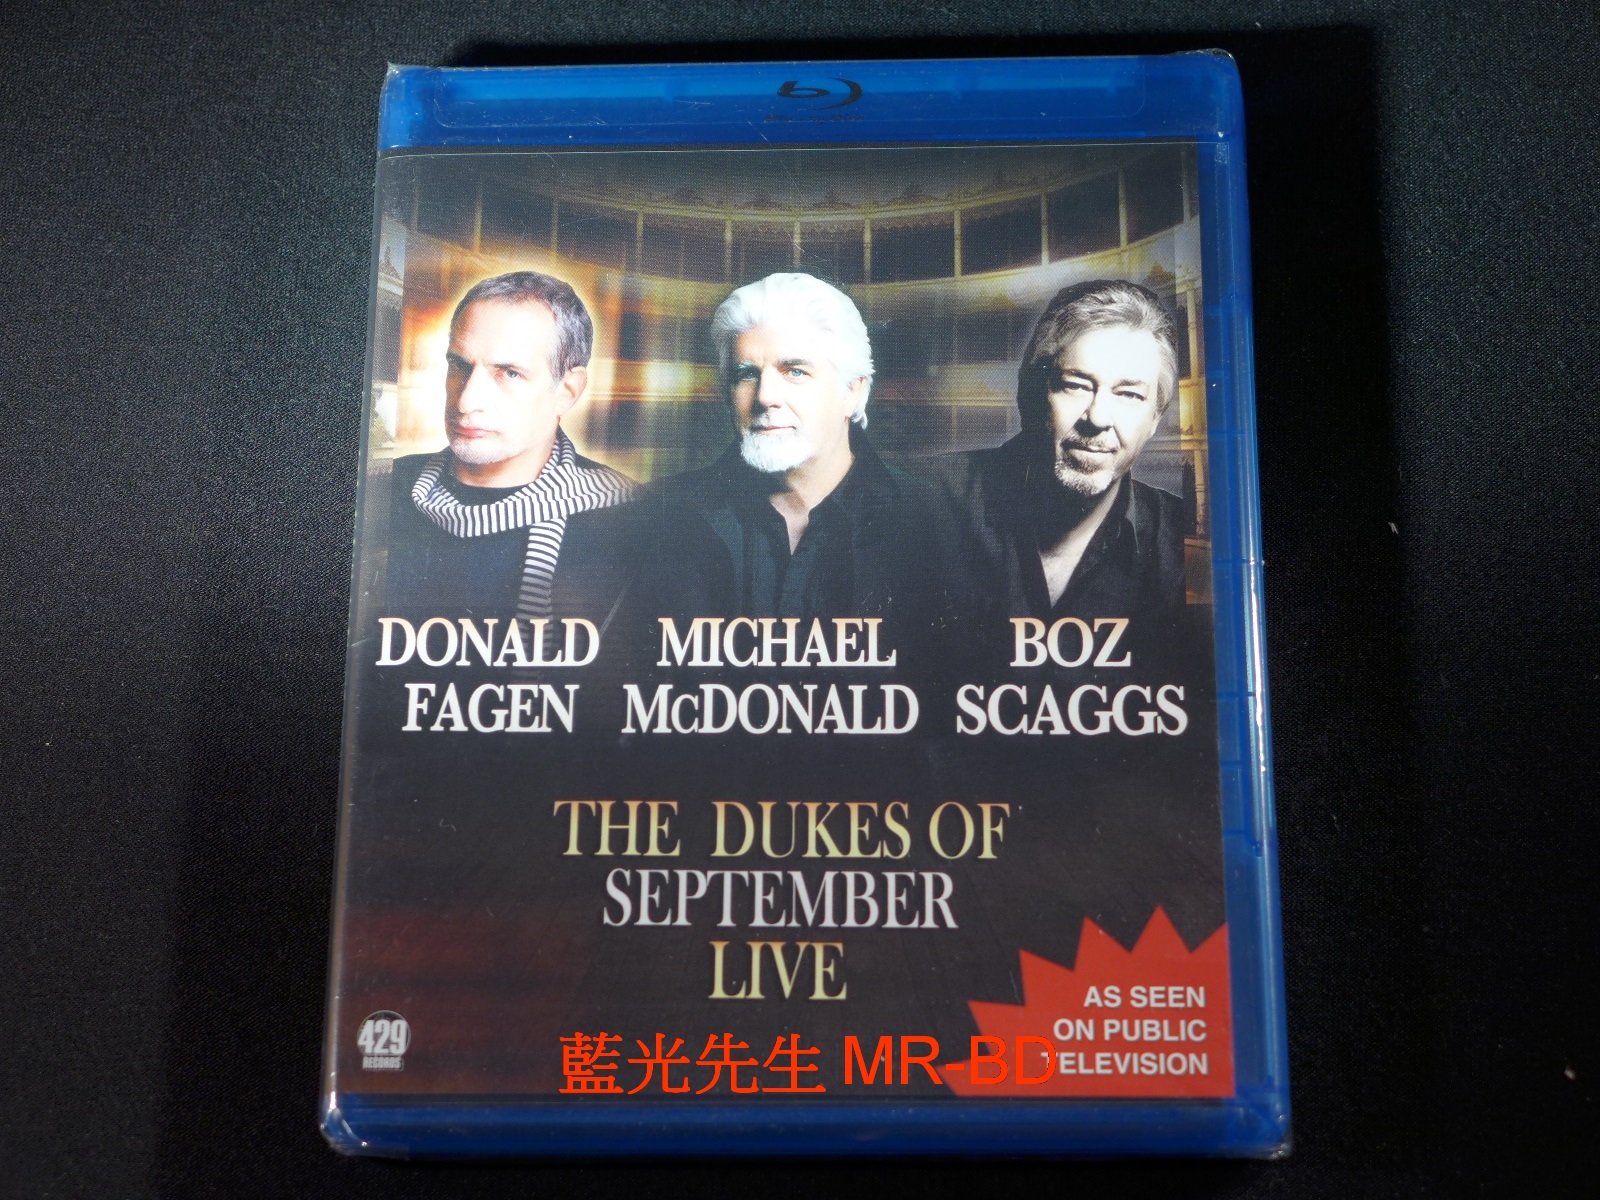 DONALD
FAGEN
MICHAEL
McDONALD
BOZ
SCAGGS
THE DUKES OF
SEPTEMBER
LIVE
AS SEEN
ON PUBLIC
TELEVISION
429
RECORDS
藍光先生 MR-BD